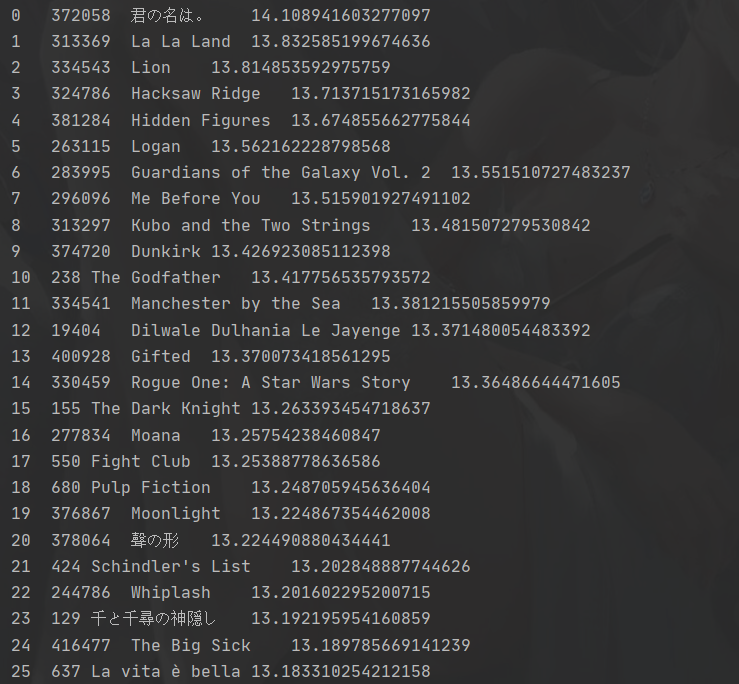 0 372058 君の名は。 14.108941603277097
1 313369 La La Land 13.832585199674636
2 334543 Lion 13.814853592975759
3 324786 Hacksaw Ridge 13.713715173165982
4 381284 Hidden Figures 13.674855662775844
5 263115 Logan 13.562162228798568
6 283995 Guardians of the Galaxy Vol. 2 13.551510727483237
7 296096 Me Before You 13.515901927491102
8 313297 Kubo and the Two Strings 13.481507279530842
9 374720 Dunkirk 13.426923085112398
10 238 The Godfather 13.417756535793572
11 334541 Manchester by the Sea 13.381215505859979
12 19404 Dilwale Dulhania Le Jayenge 13.371480054483392
13 400928 Gifted 13.370073418561295
14 330459 Rogue One: A Star Wars Story 13.36486644471605
15 155 The Dark Knight 13.263393454718637
16 277834 Moana 13.25754238460847
17 550 Fight Club 13.25388778636586
18 680 Pulp Fiction 13.248705945636404
19 376867 Moonlight 13.224867354462008
20 378064 聲の形 13.224490880434441
21 424 Schindler's List 13.202848887744626
22 244786 Whiplash 13.201602295200715
23 129 千と千尋の神隠し 13.192195954160859
24 416477 The Big Sick 13.189785669141239
25 637 La vita è bella 13.183310254212158